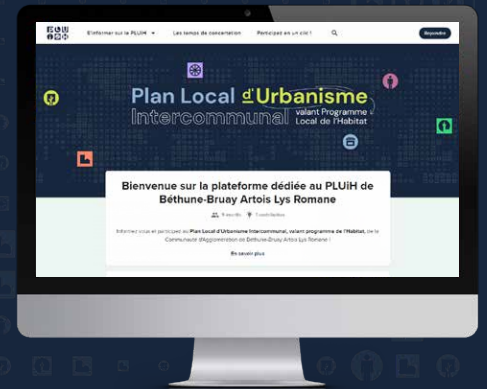 S'informer sur le PLUiH
Les temps de concertation
Participez en un clic !
Rejoindre
Plan Local d'Urbanisme
Intercommunal
valant Programme
Local de l'Habitat
Bienvenue sur la plateforme dédiée au PLUiH de
Béthune-Bruay Artois Lys Romane
Informez vous et participez au Plan Local d'Urbanisme Intercommunal, valant programme de l'Habitat, de la
Communauté d'Agglomération de Béthune-Bruay Artois Lys Romane !
En savoir plus